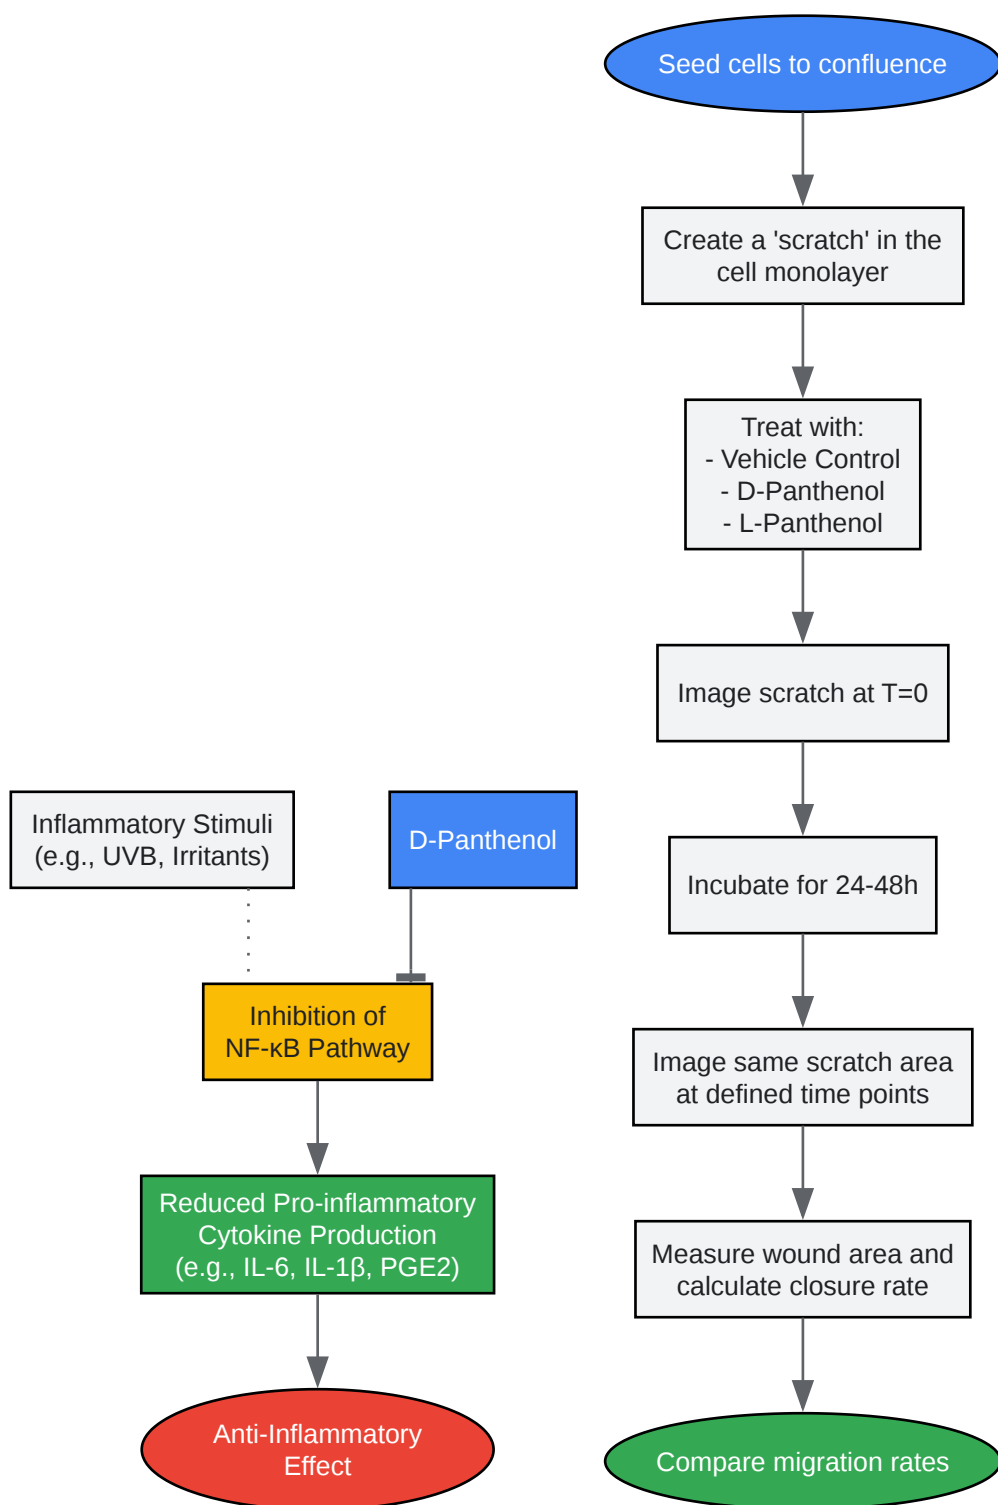 Seed cells to confluence
Create a 'scratch' in the
cell monolayer
Treat with:
- Vehicle Control
- D-Panthenol
- L-Panthenol
Image scratch at T=0
Incubate for 24-48h
Image same scratch area
at defined time points
Measure wound area and
calculate closure rate
Compare migration rates
Inflammatory Stimuli
(e.g., UVB, Irritants)
D-Panthenol
Inhibition of
NF-κB Pathway
Reduced Pro-inflammatory
Cytokine Production
(e.g., IL-6, IL-1β, PGE2)
Anti-Inflammatory
Effect